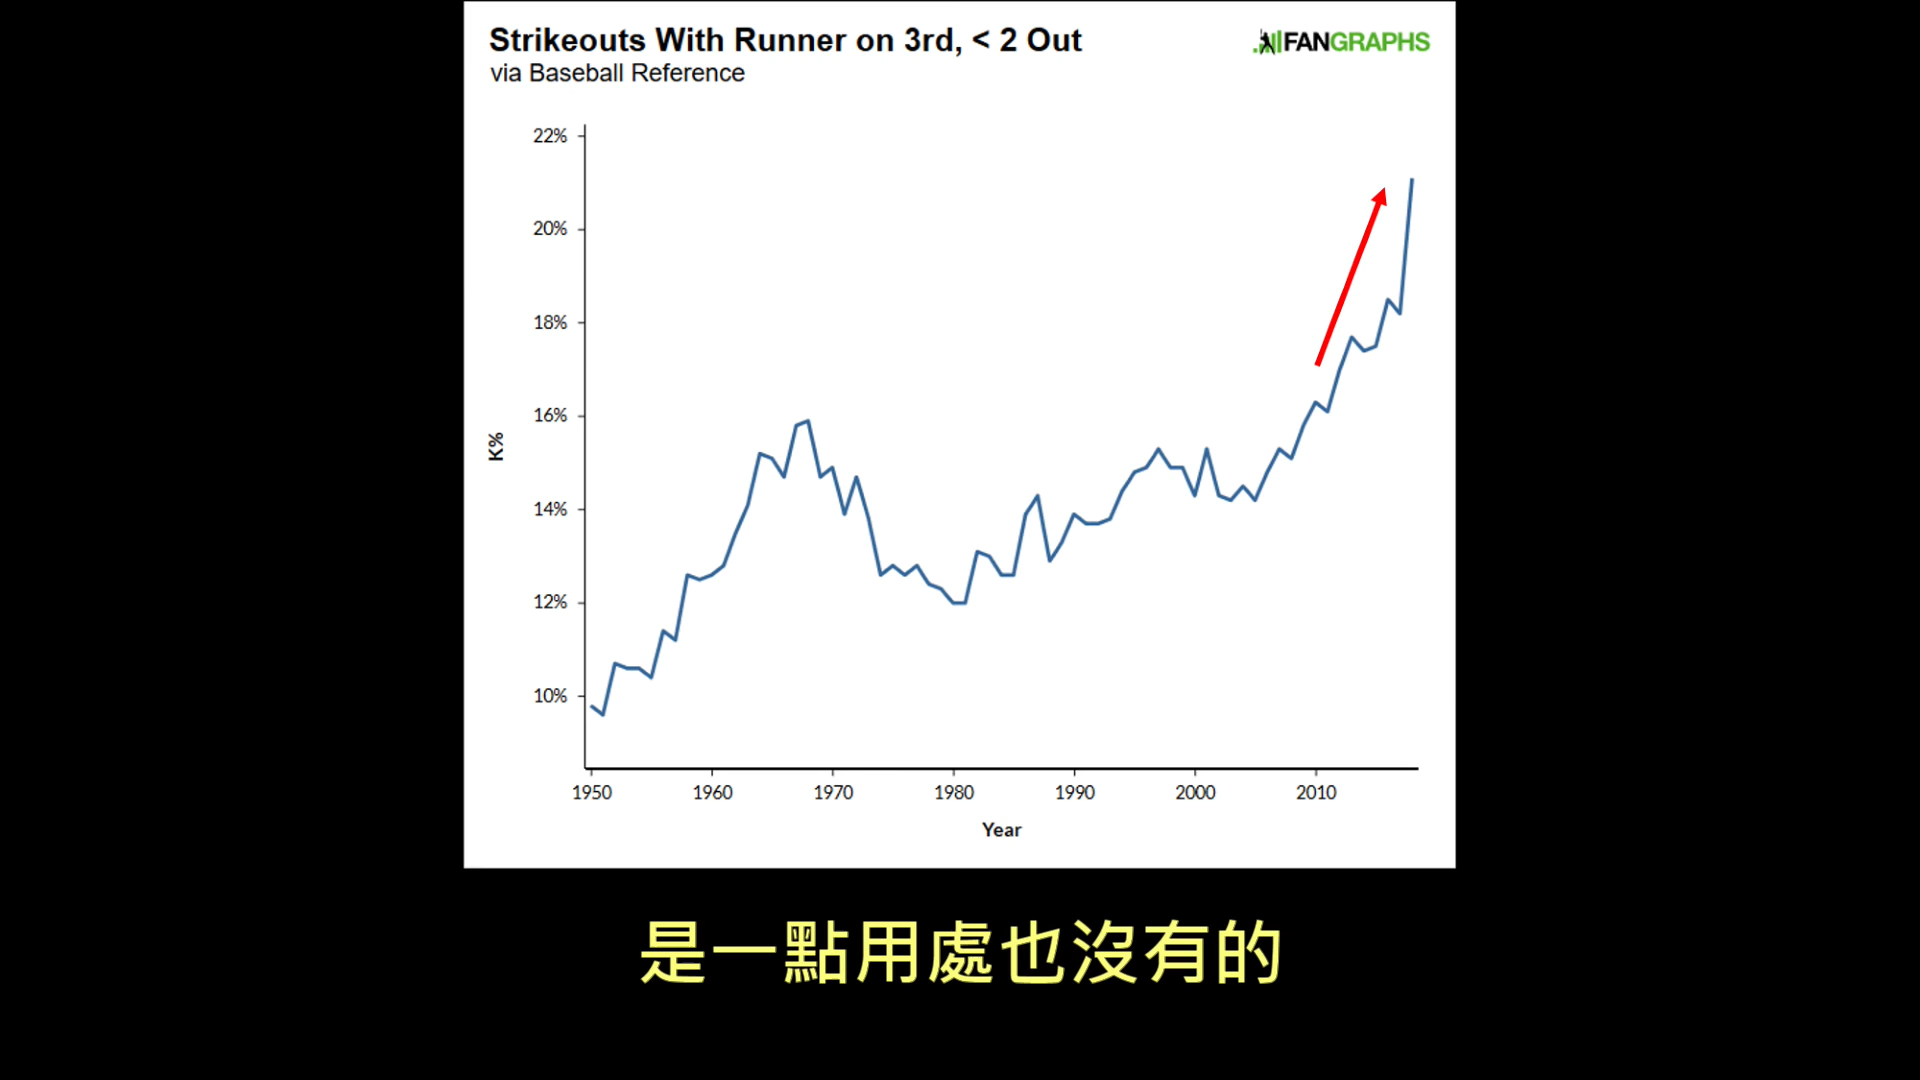 Strikeouts With Runner on 3rd, < 2 Out
FANGRAPHS
via Baseball Reference
22%
20%
18%
16%
14%
12%
10%
K%
1950 1960 1970 1980 1990 2000 2010
Year
是一點用處也沒有的